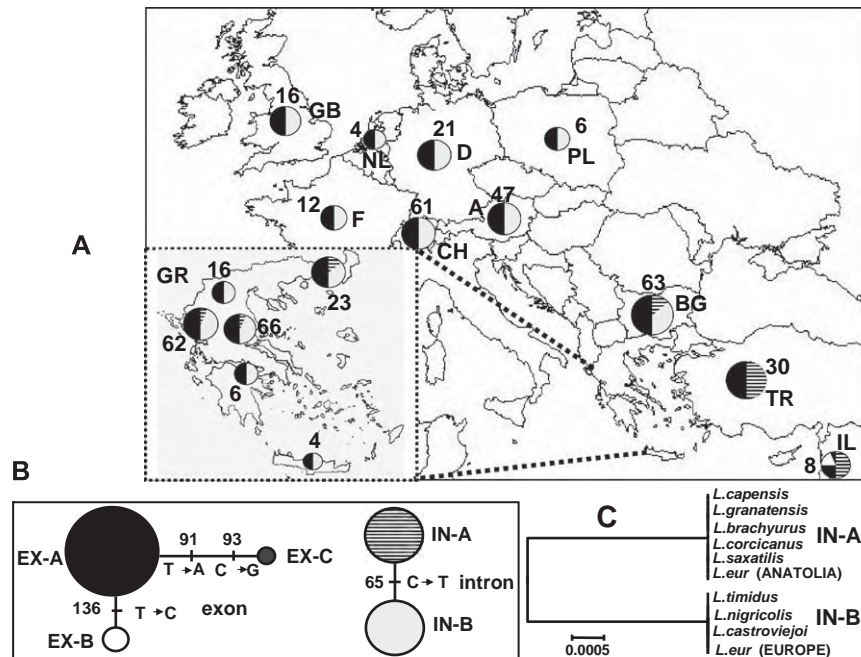 A
16 GB
4 NL
21 D
6 PL
12 F
61 CH
47 A
63 BG
30 TR
8 IL
GR
16
23
62
66
6
4
B
EX-A
91 93
T→A C→G
EX-C
136 T→C
exon
EX-B
IN-A
65 C→T intron
IN-B
C
L.capensis
L.granatensis
L.brachyurus
L.corcicanus
L.saxatilis
L.eur (ANATOLIA)
IN-A
L.timidus
L.nigricolis
L.castroviejoi
L.eur (EUROPE)
IN-B
0.0005